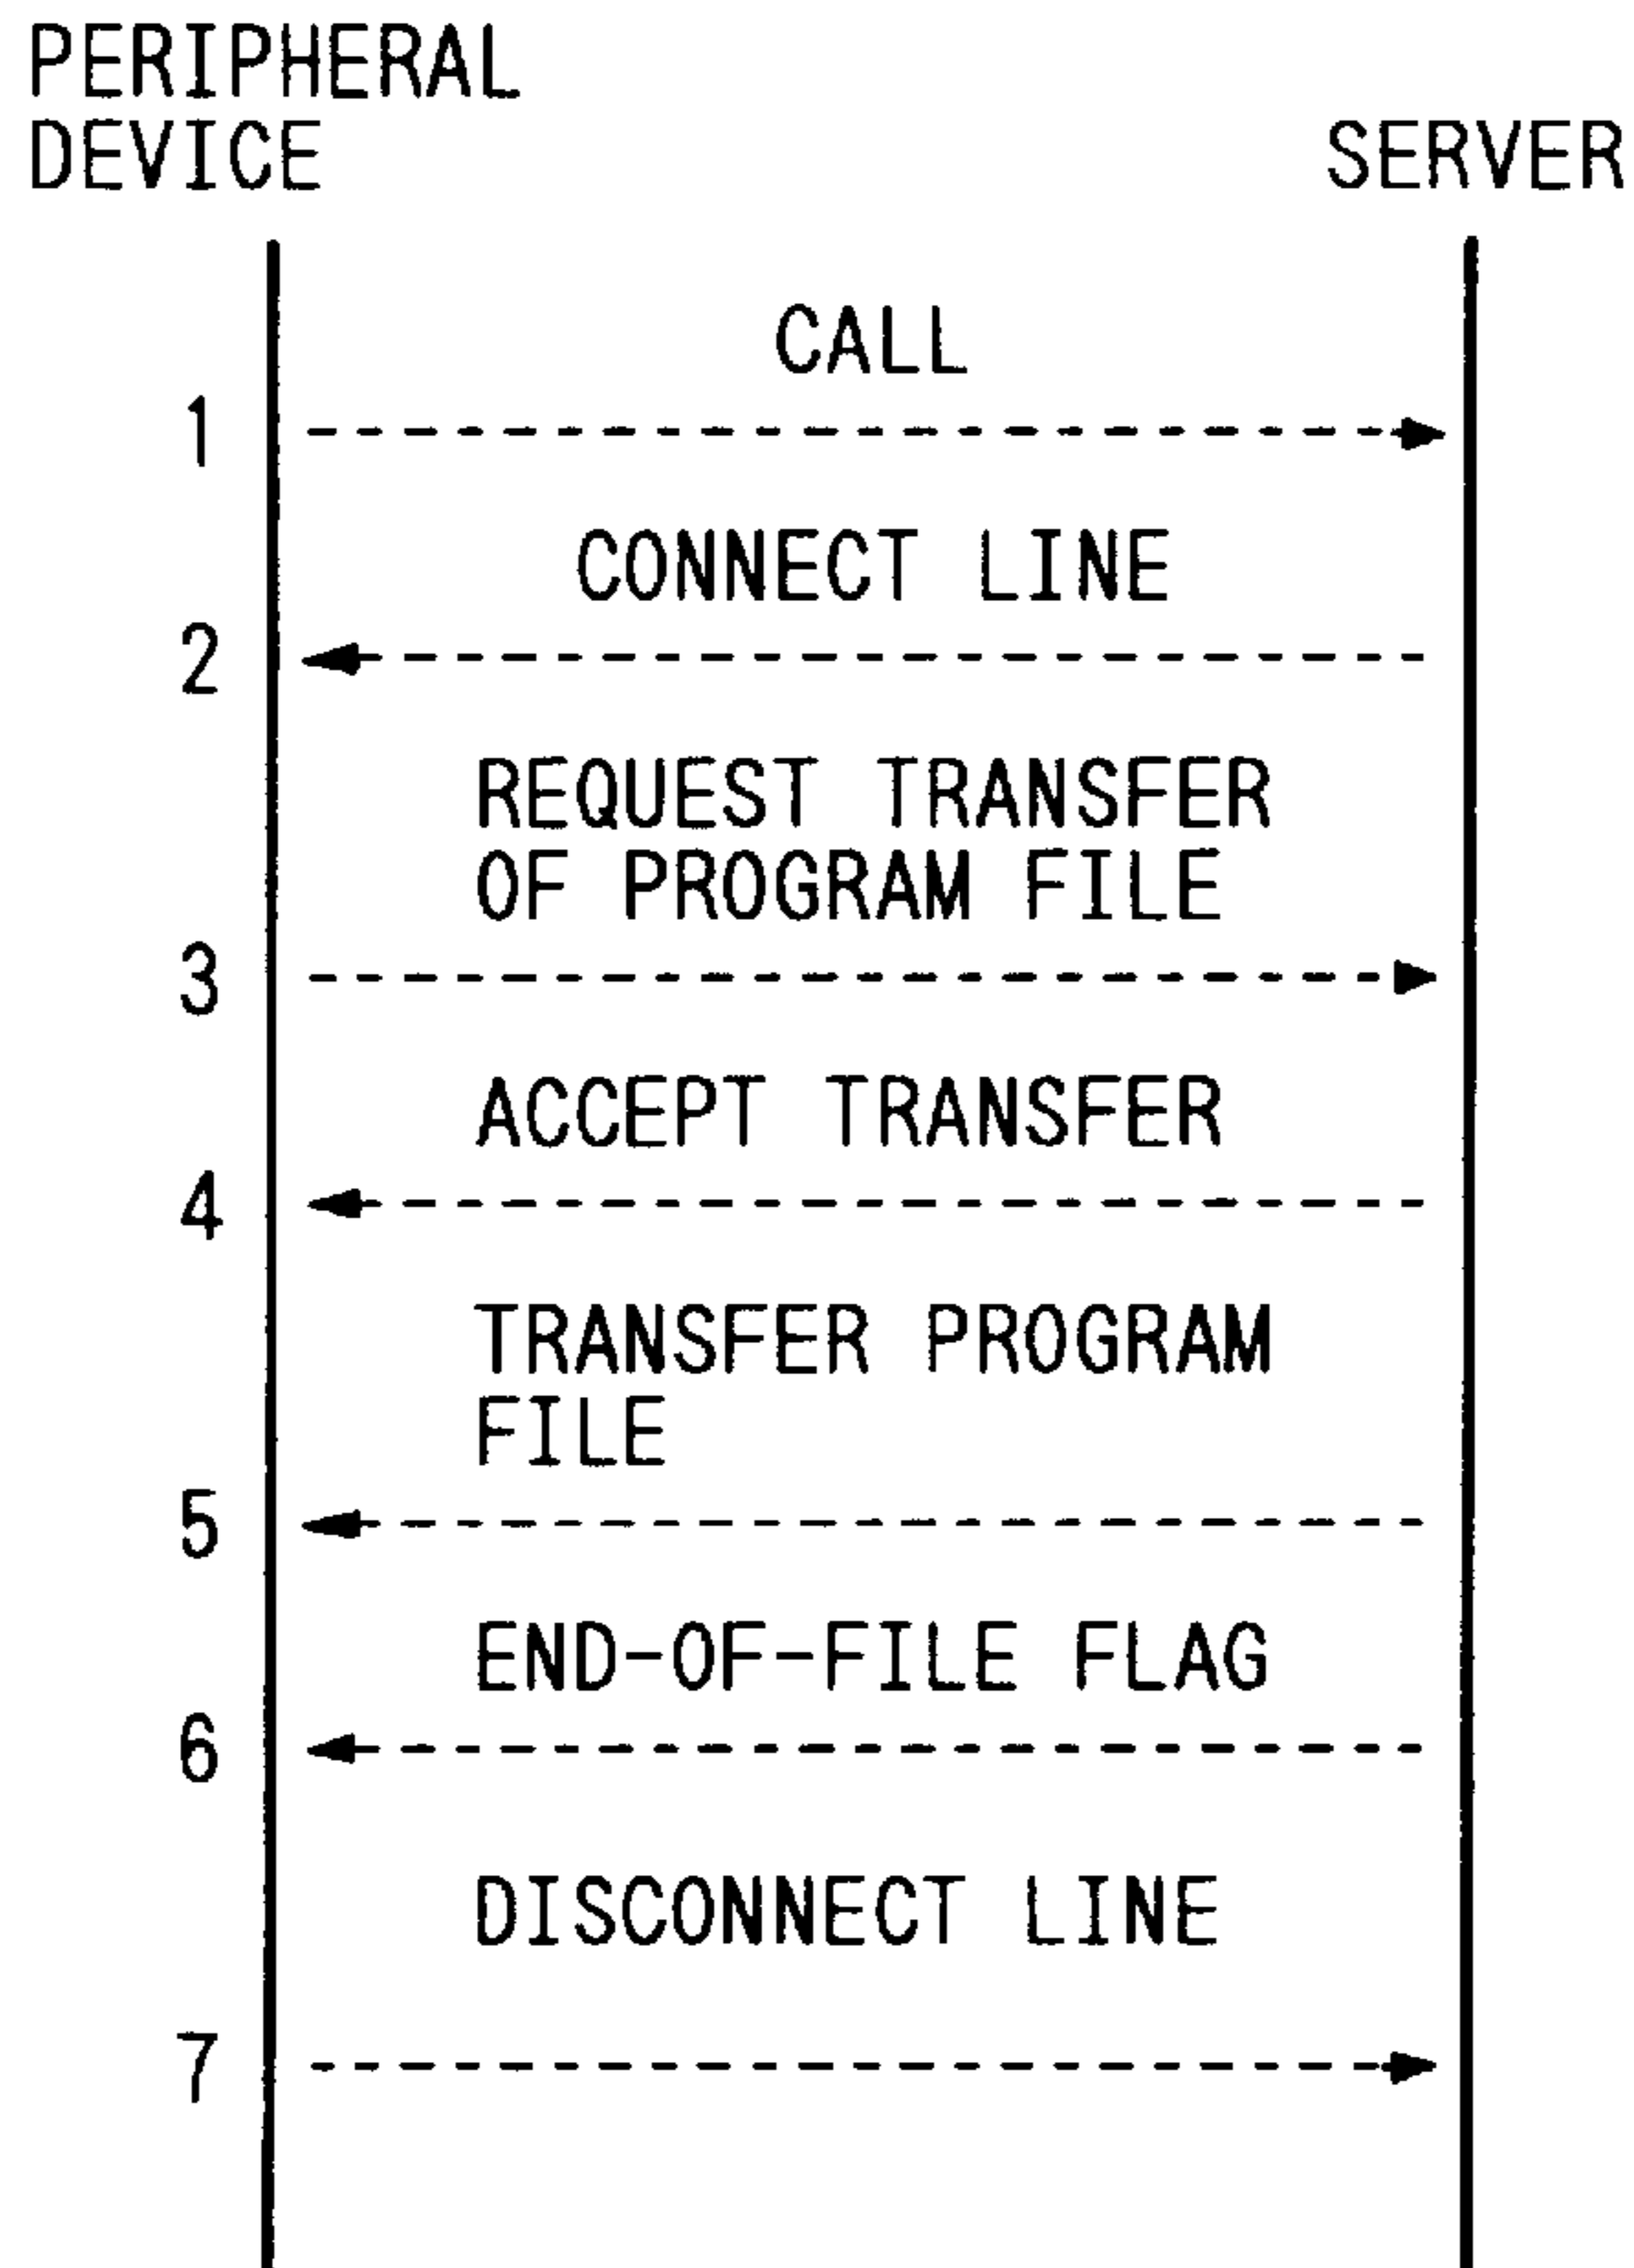 PERIPHERAL
DEVICE
SERVER
CALL
1
CONNECT LINE
2
REQUEST TRANSFER
OF PROGRAM FILE
3
ACCEPT TRANSFER
4
TRANSFER PROGRAM
FILE
5
END-OF-FILE FLAG
6
DISCONNECT LINE
7